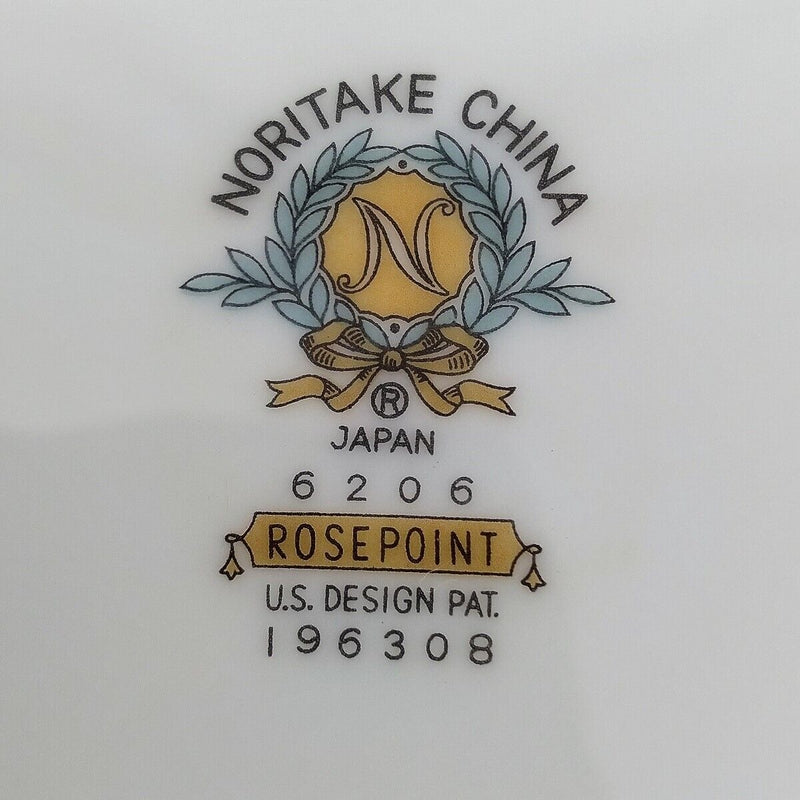 NORITAKE CHINA
N
®
JAPAN
6206
ROSEPOINT
U.S. DESIGN PAT.
196308